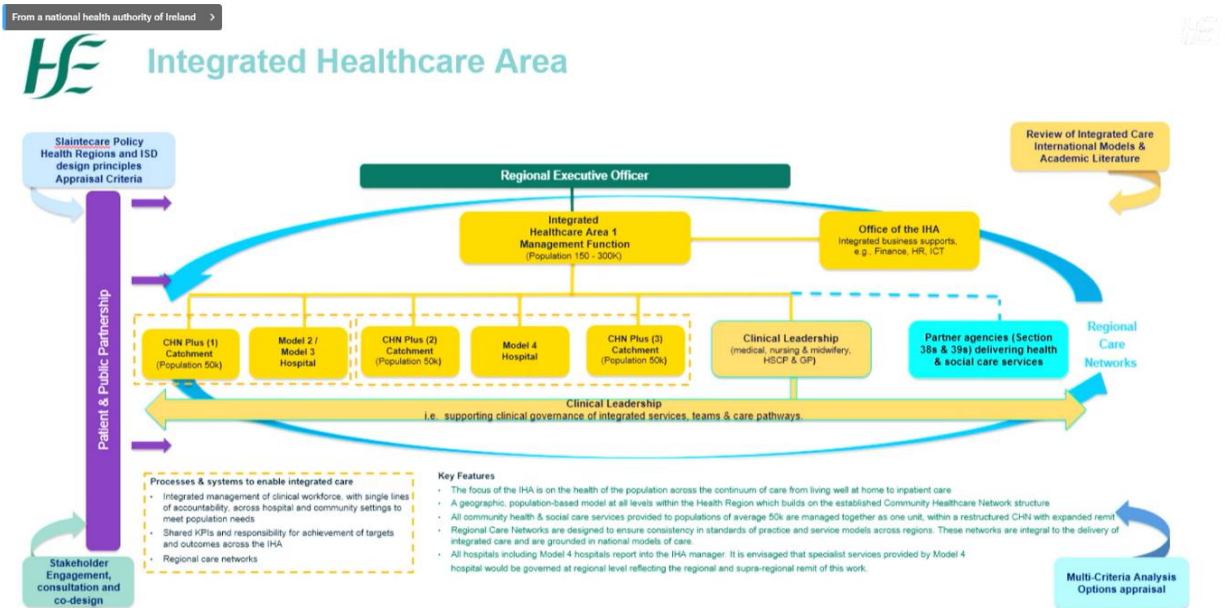 From a national health authority of Ireland
HSE
Integrated Healthcare Area
Slaintecare Policy
Health Regions and ISD
design principles
Appraisal Criteria
Review of Integrated Care
International Models &
Academic Literature
Regional Executive Officer
Integrated
Healthcare Area 1
Management Function
(Population 150 - 300K)
Office of the IHA
Integrated business supports,
e.g., Finance, HR, ICT
Patient & Public Partnership
CHN Plus (1)
Catchment
(Population 50k)
Model 2 /
Model 3
Hospital
CHN Plus (2)
Catchment
(Population 50k)
Model 4
Hospital
CHN Plus (3)
Catchment
(Population 50k)
Clinical Leadership
(medical, nursing & midwifery,
HSCP & GP)
Partner agencies (Section
38s & 39s) delivering health
& social care services
Regional
Care
Networks
Clinical Leadership
i.e. supporting clinical governance of integrated services, teams & care pathways.
Processes & systems to enable integrated care
• Integrated management of clinical workforce, with single lines
of accountability, across hospital and community settings to
meet population needs
• Shared KPIs and responsibility for achievement of targets
and outcomes across the IHA
• Regional care networks
Key Features
• The focus of the IHA is on the health of the population across the continuum of care from living well at home to inpatient care
• A geographic, population-based model at all levels within the Health Region which builds on the established Community Healthcare Network structure
• All community health & social care services provided to populations of average 50k are managed together as one unit, within a restructured CHN with expanded remit
• Regional Care Networks are designed to ensure consistency in standards of practice and service models across regions. These networks are integral to the delivery of
integrated care and are grounded in national models of care.
• All hospitals including Model 4 hospitals report into the IHA manager. It is envisaged that specialist services provided by Model 4
hospital would be governed at regional level reflecting the regional and supra-regional remit of this work.
Stakeholder
Engagement,
consultation and
co-design
Multi-Criteria Analysis
Options appraisal